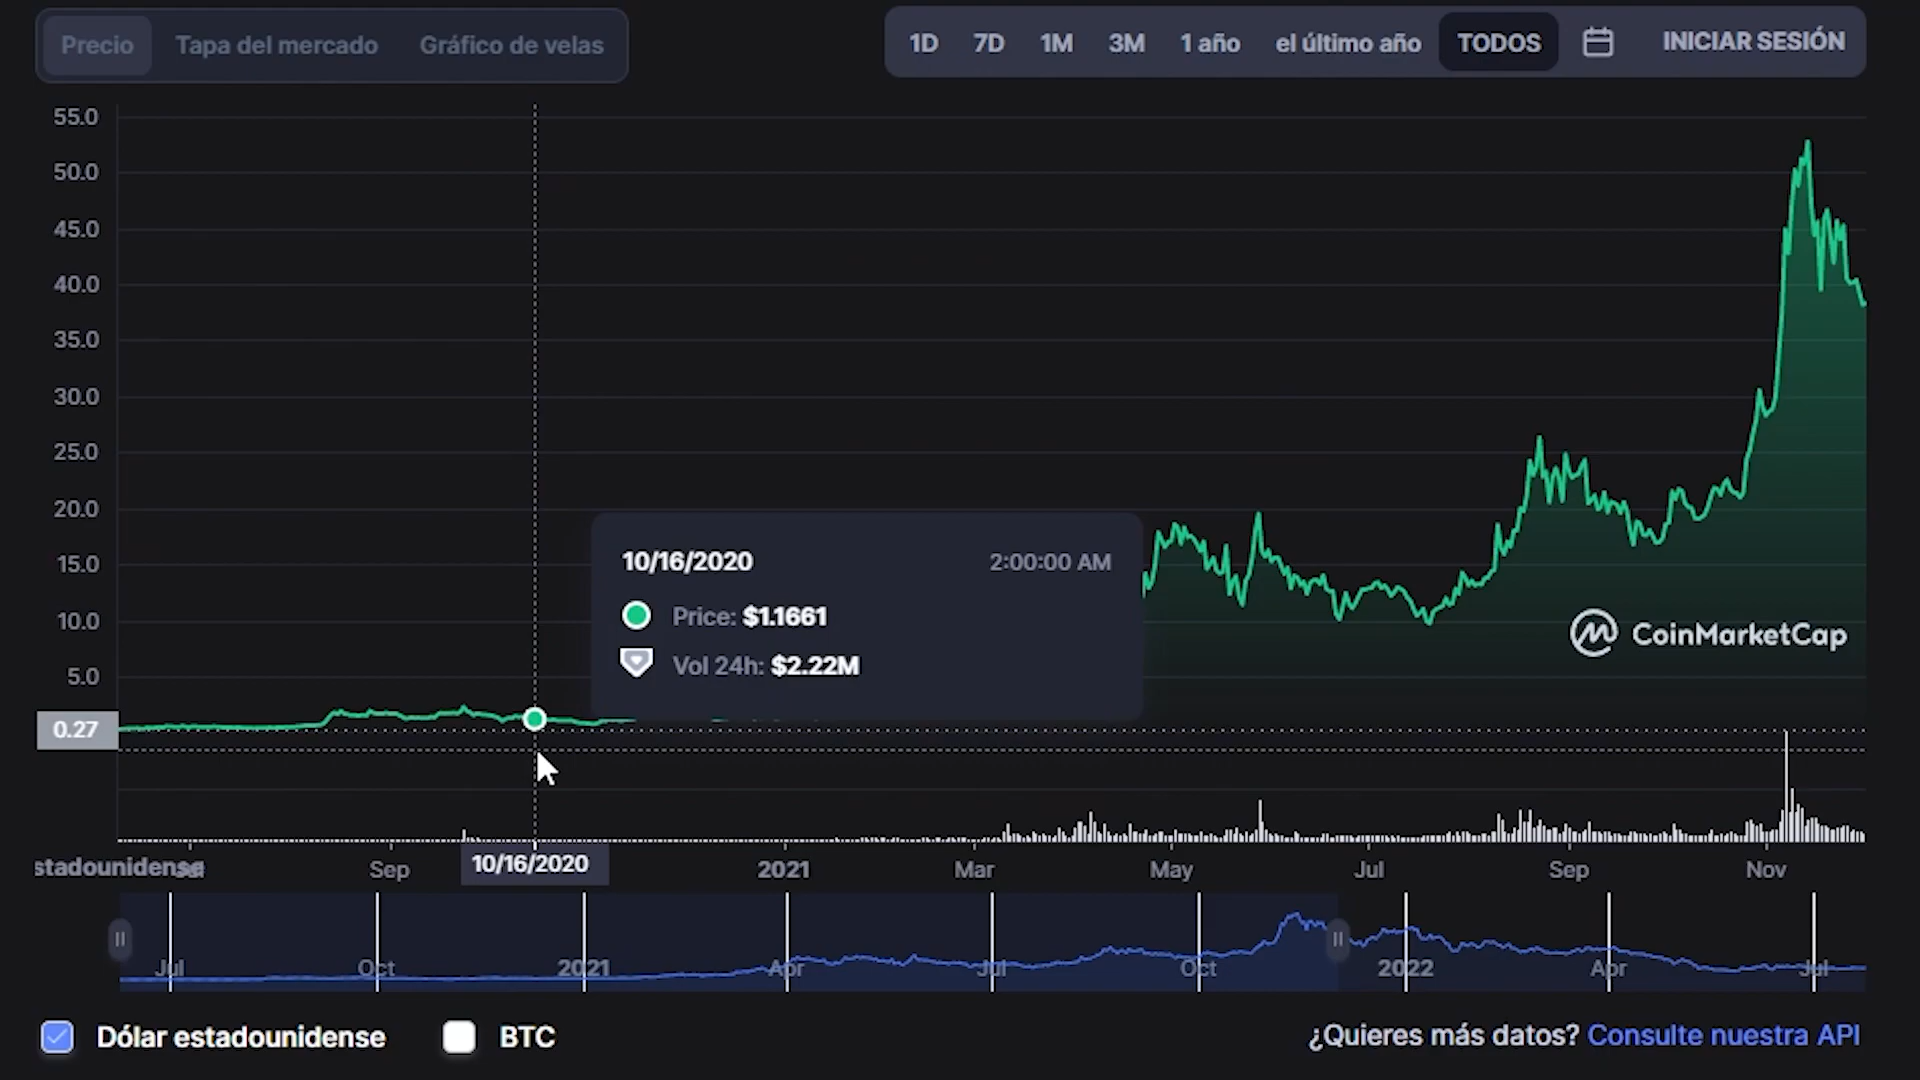 Precio Tapa del mercado Gráfico de velas
1D 7D 1M 3M 1 año el último año TODOS INICIAR SESIÓN
55.0
50.0
45.0
40.0
35.0
30.0
25.0
20.0
15.0
10.0
5.0
0.27
10/16/2020 2:00:00 AM
Price: $1.1661
Vol 24h: $2.22M
CoinMarketCap
stadounidense Sep 10/16/2020 2021 Mar May Jul Sep Nov
Jul Oct 2021 Apr Jul Oct 2022 Apr Jul
Dólar estadounidense BTC
¿Quieres más datos? Consulte nuestra API